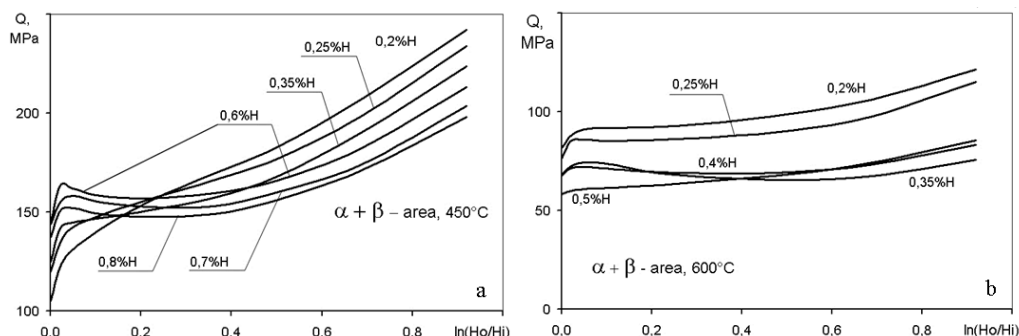 Q,
MPa
200
150
100
0,2%H
0,25%H
0,35%H
0,6%H
α + β – area, 450°C
0,8%H
0,7%H
a
0.0
0,2
0,4
0,6
0,8
ln(Ho/Hi)
Q,
MPa
100
50
0
0,25%H
0,2%H
0,4%H
0,5%H
0,35%H
α + β - area, 600°C
b
0.0
0,2
0,4
0,6
0,8
ln(Ho/Hi)